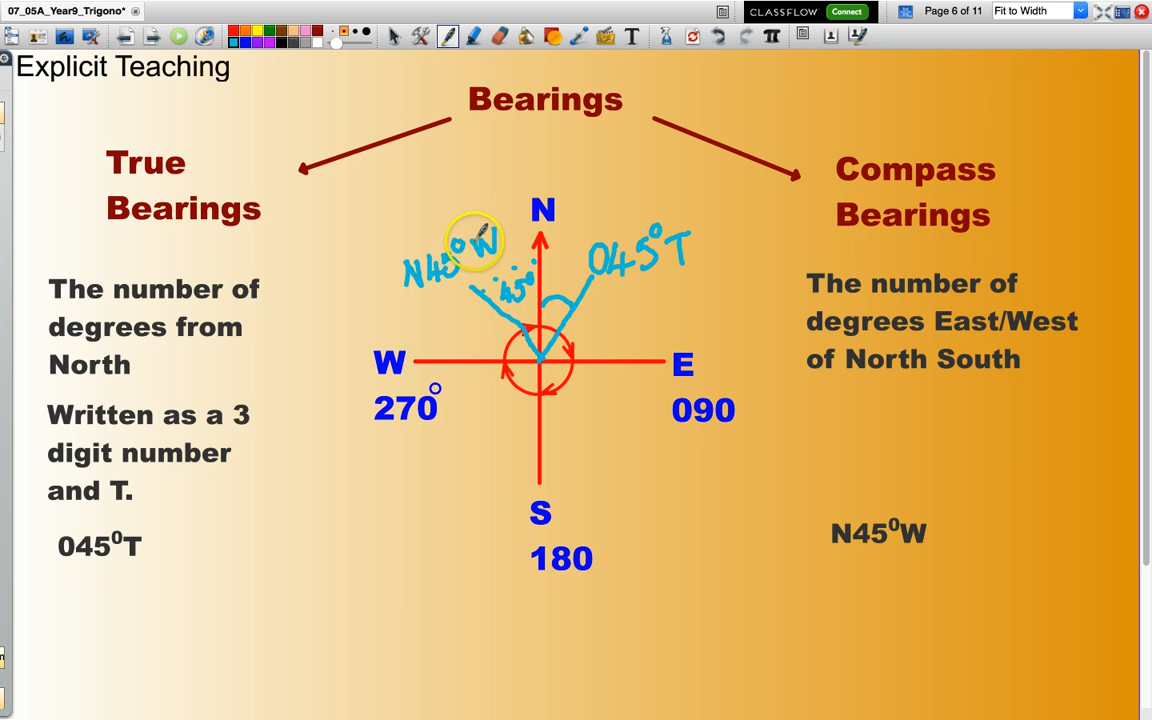 07_05A_Year9_Trigono*
CLASSFLOW Connect
Page 6 of 11
Fit to Width
Explicit Teaching
Bearings
True
Bearings
Compass
Bearings
The number of
degrees from
North
Written as a 3
digit number
and T.
045⁰T
N
N45°W
45°
045°T
W
270°
E
090
S
180
The number of
degrees East/West
of North South
N45⁰W